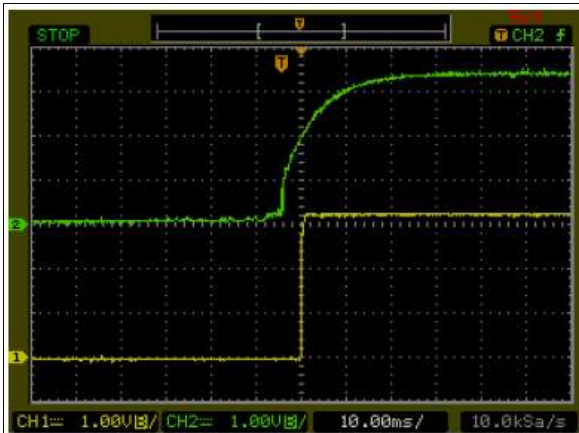 STOP
T
T CH2
T
2
1
CH1 1.00V B/ CH2 1.00V B/ 10.00ms/ 10.0kSa/s